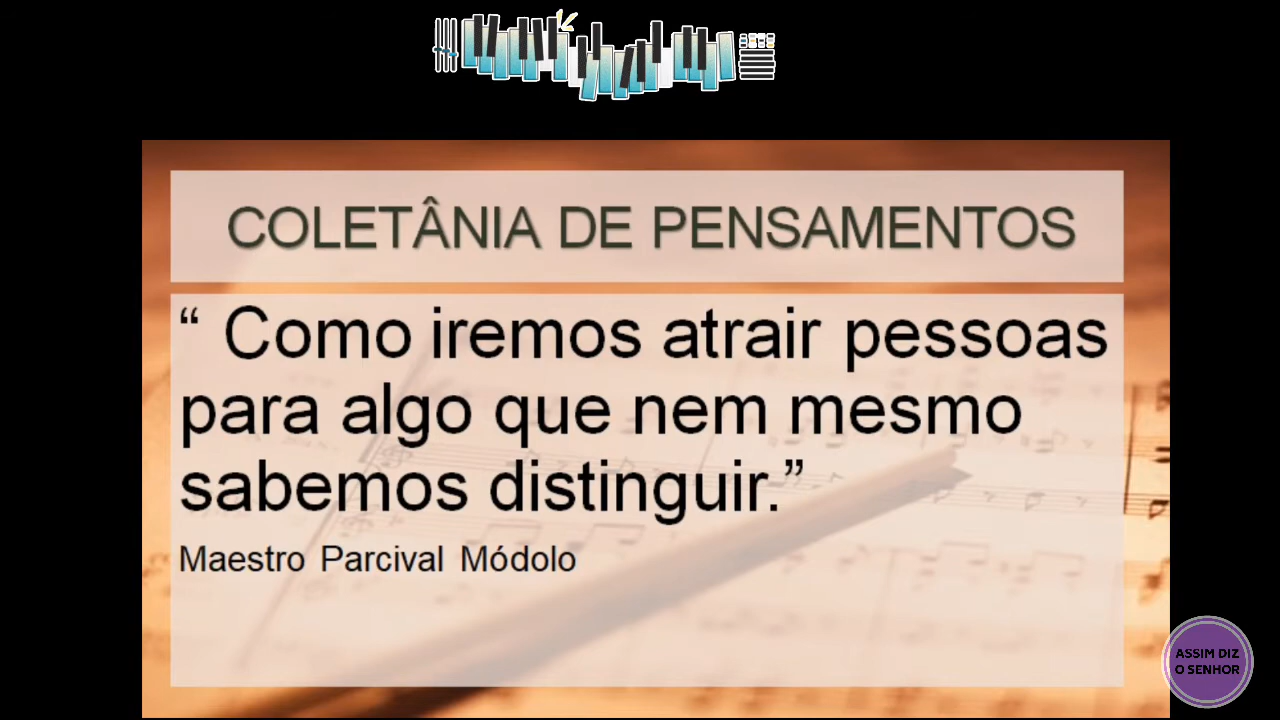 COLETÂNIA DE PENSAMENTOS
“ Como iremos atrair pessoas
para algo que nem mesmo
sabemos distinguir.”
Maestro Parcival Módolo
ASSIM DIZ
O SENHOR